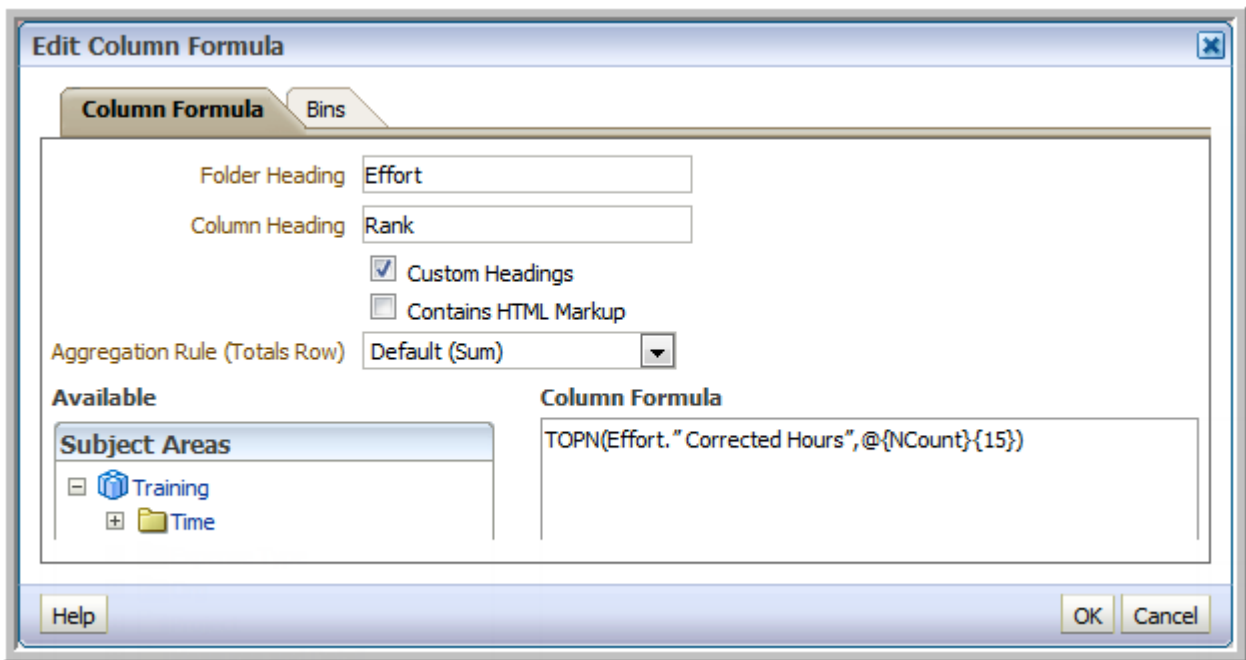 Edit Column Formula
Column Formula
Bins
Folder Heading Effort
Column Heading Rank
Custom Headings
Contains HTML Markup
Aggregation Rule (Totals Row) Default (Sum)
Available
Subject Areas
Training
Time
Column Formula
TOPN(Effort.” Corrected Hours”,@{NCount}{15})
Help
OK
Cancel